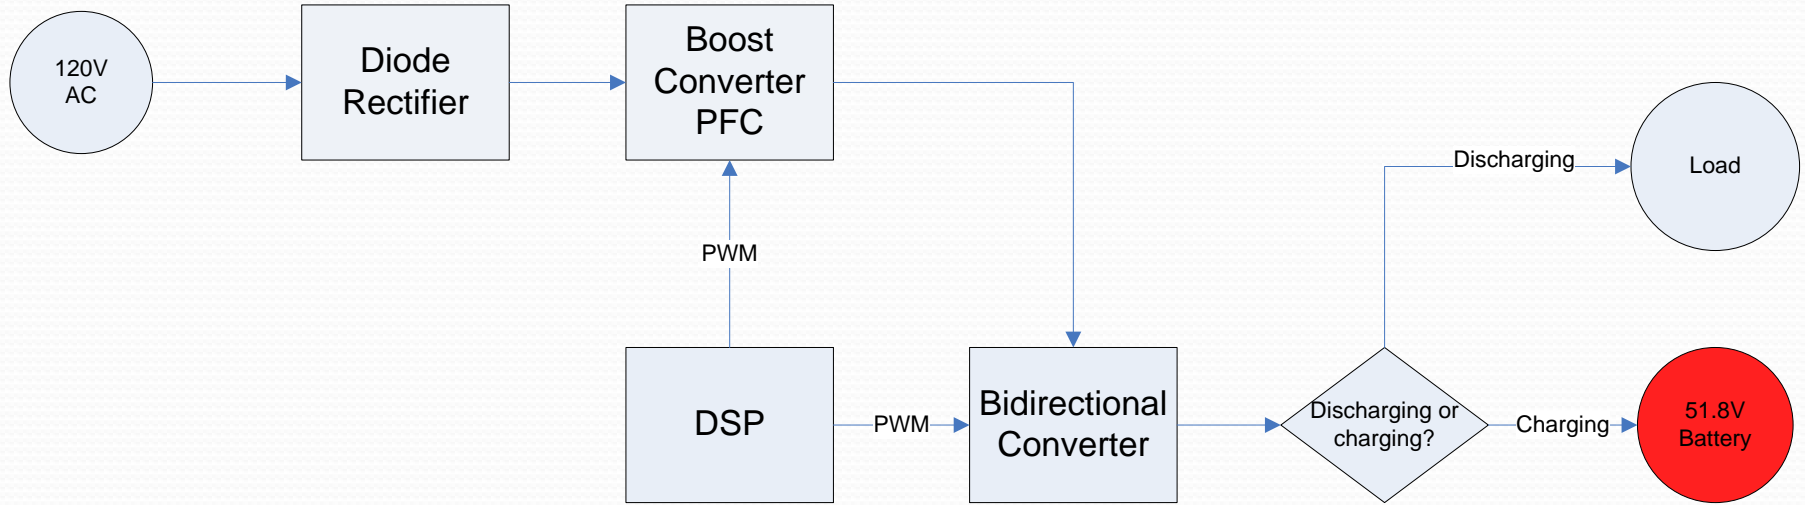 120V
AC
Diode
Rectifier
Boost
Converter
PFC
Discharging
Load
PWM
DSP
PWM
Bidirectional
Converter
Discharging or
charging?
Charging
51.8V
Battery